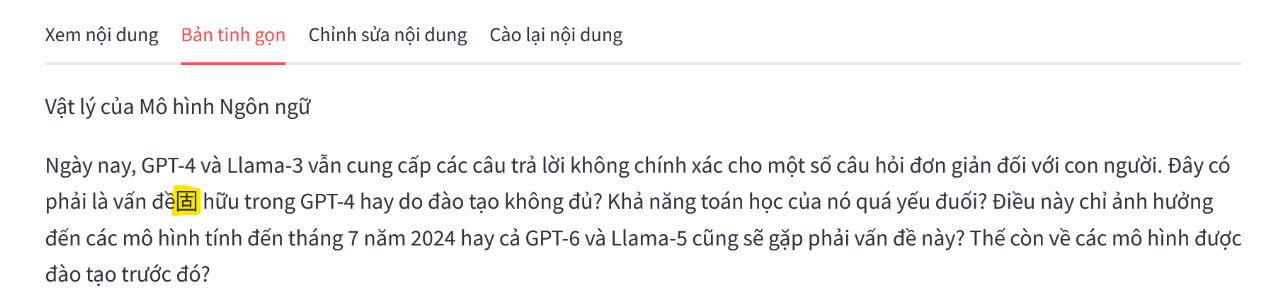 Xem nội dung Bản tinh gọn Chỉnh sửa nội dung Cào lại nội dung
Vật lý của Mô hình Ngôn ngữ
Ngày nay, GPT-4 và Llama-3 vẫn cung cấp các câu trả lời không chính xác cho một số câu hỏi đơn giản đối với con người. Đây có
phải là vấn đề固 hữu trong GPT-4 hay do đào tạo không đủ? Khả năng toán học của nó quá yếu đuối? Điều này chỉ ảnh hưởng
đến các mô hình tính đến tháng 7 năm 2024 hay cả GPT-6 và Llama-5 cũng sẽ gặp phải vấn đề này? Thế còn về các mô hình được
đào tạo trước đó?